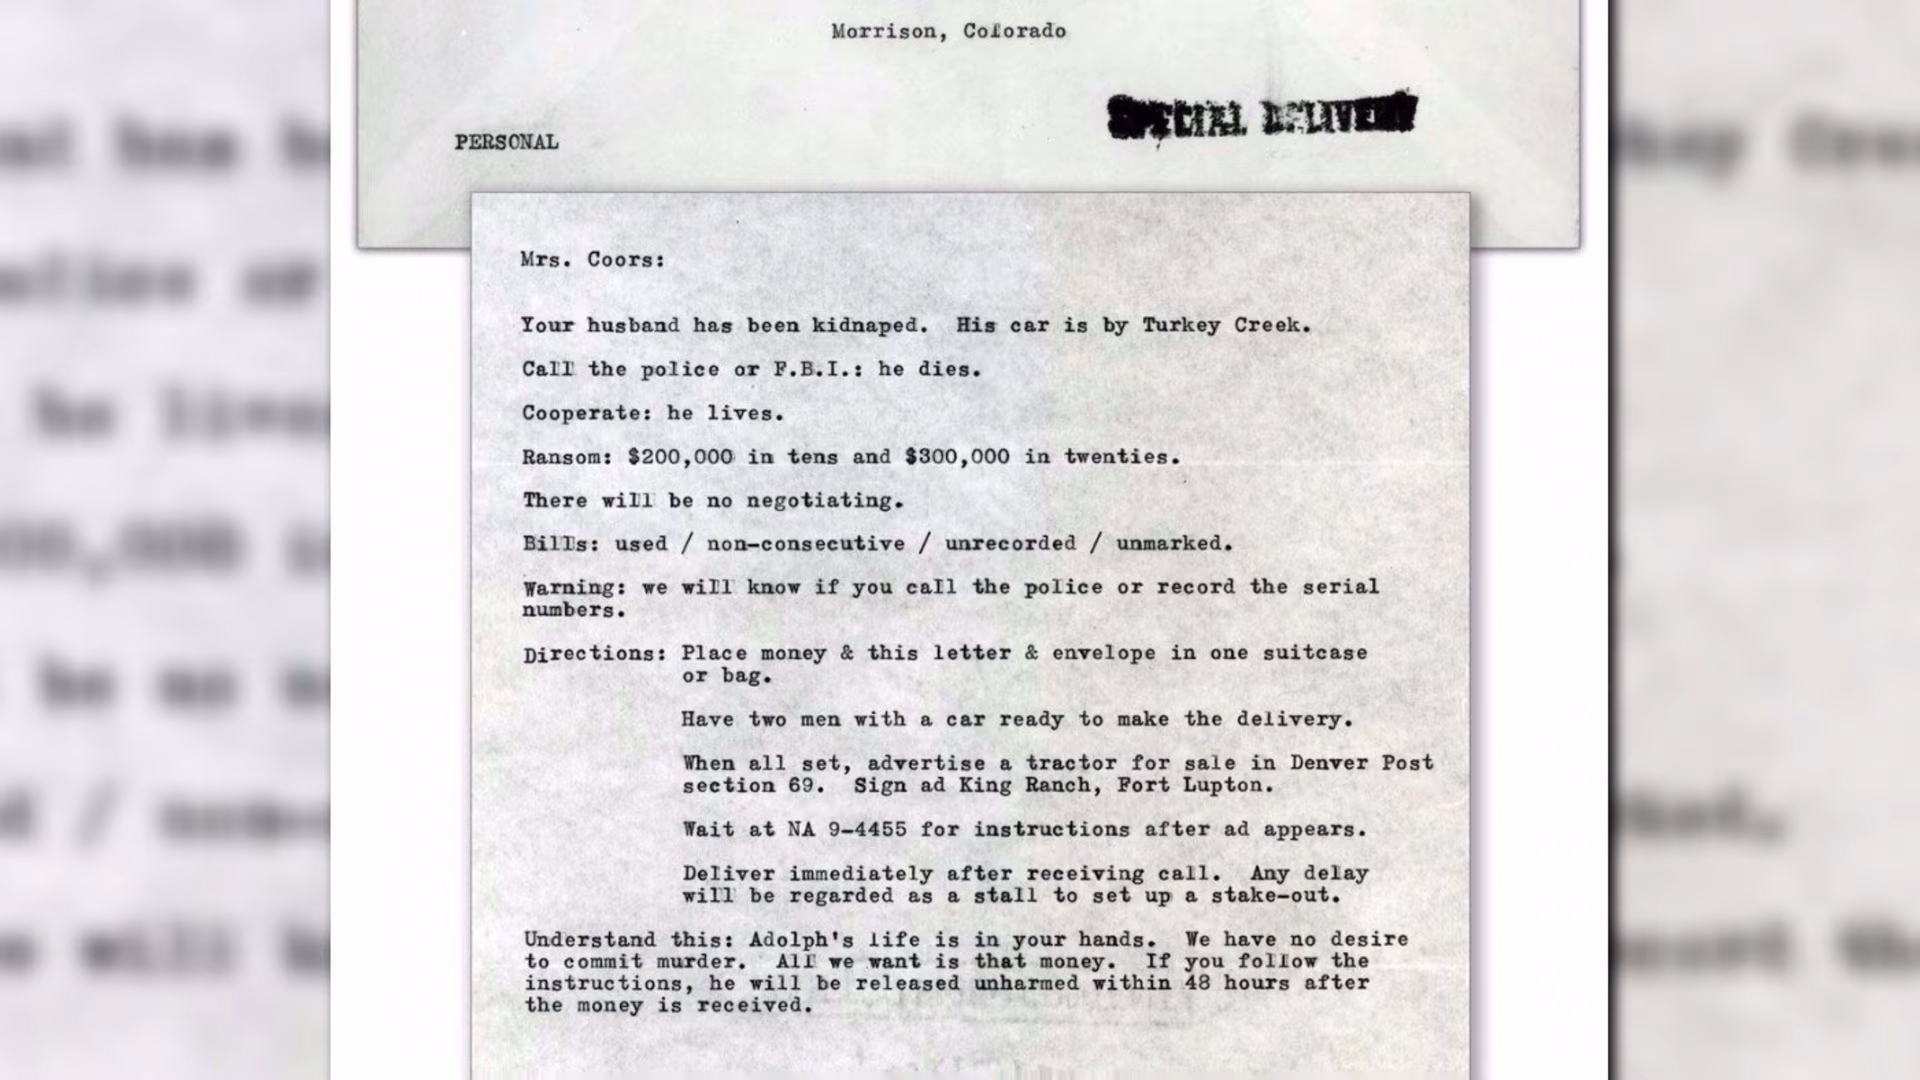 Morrison, Colorado
SPECIAL DELIVERY
PERSONAL
Mrs. Coors:
Your husband has been kidnaped. His car is by Turkey Creek.
Call the police or F.B.I.: he dies.
Cooperate: he lives.
Ransom: $200,000 in tens and $300,000 in twenties.
There will be no negotiating.
Bills: used / non-consecutive / unrecorded / unmarked.
Warning: we will know if you call the police or record the serial
numbers.
Directions: Place money & this letter & envelope in one suitcase
or bag.
Have two men with a car ready to make the delivery.
When all set, advertise a tractor for sale in Denver Post
section 69. Sign ad King Ranch, Fort Lupton.
Wait at NA 9-4455 for instructions after ad appears.
Deliver immediately after receiving call. Any delay
will be regarded as a stall to set up a stake-out.
Understand this: Adolph's life is in your hands. We have no desire
to commit murder. All we want is that money. If you follow the
instructions, he will be released unharmed within 48 hours after
the money is received.